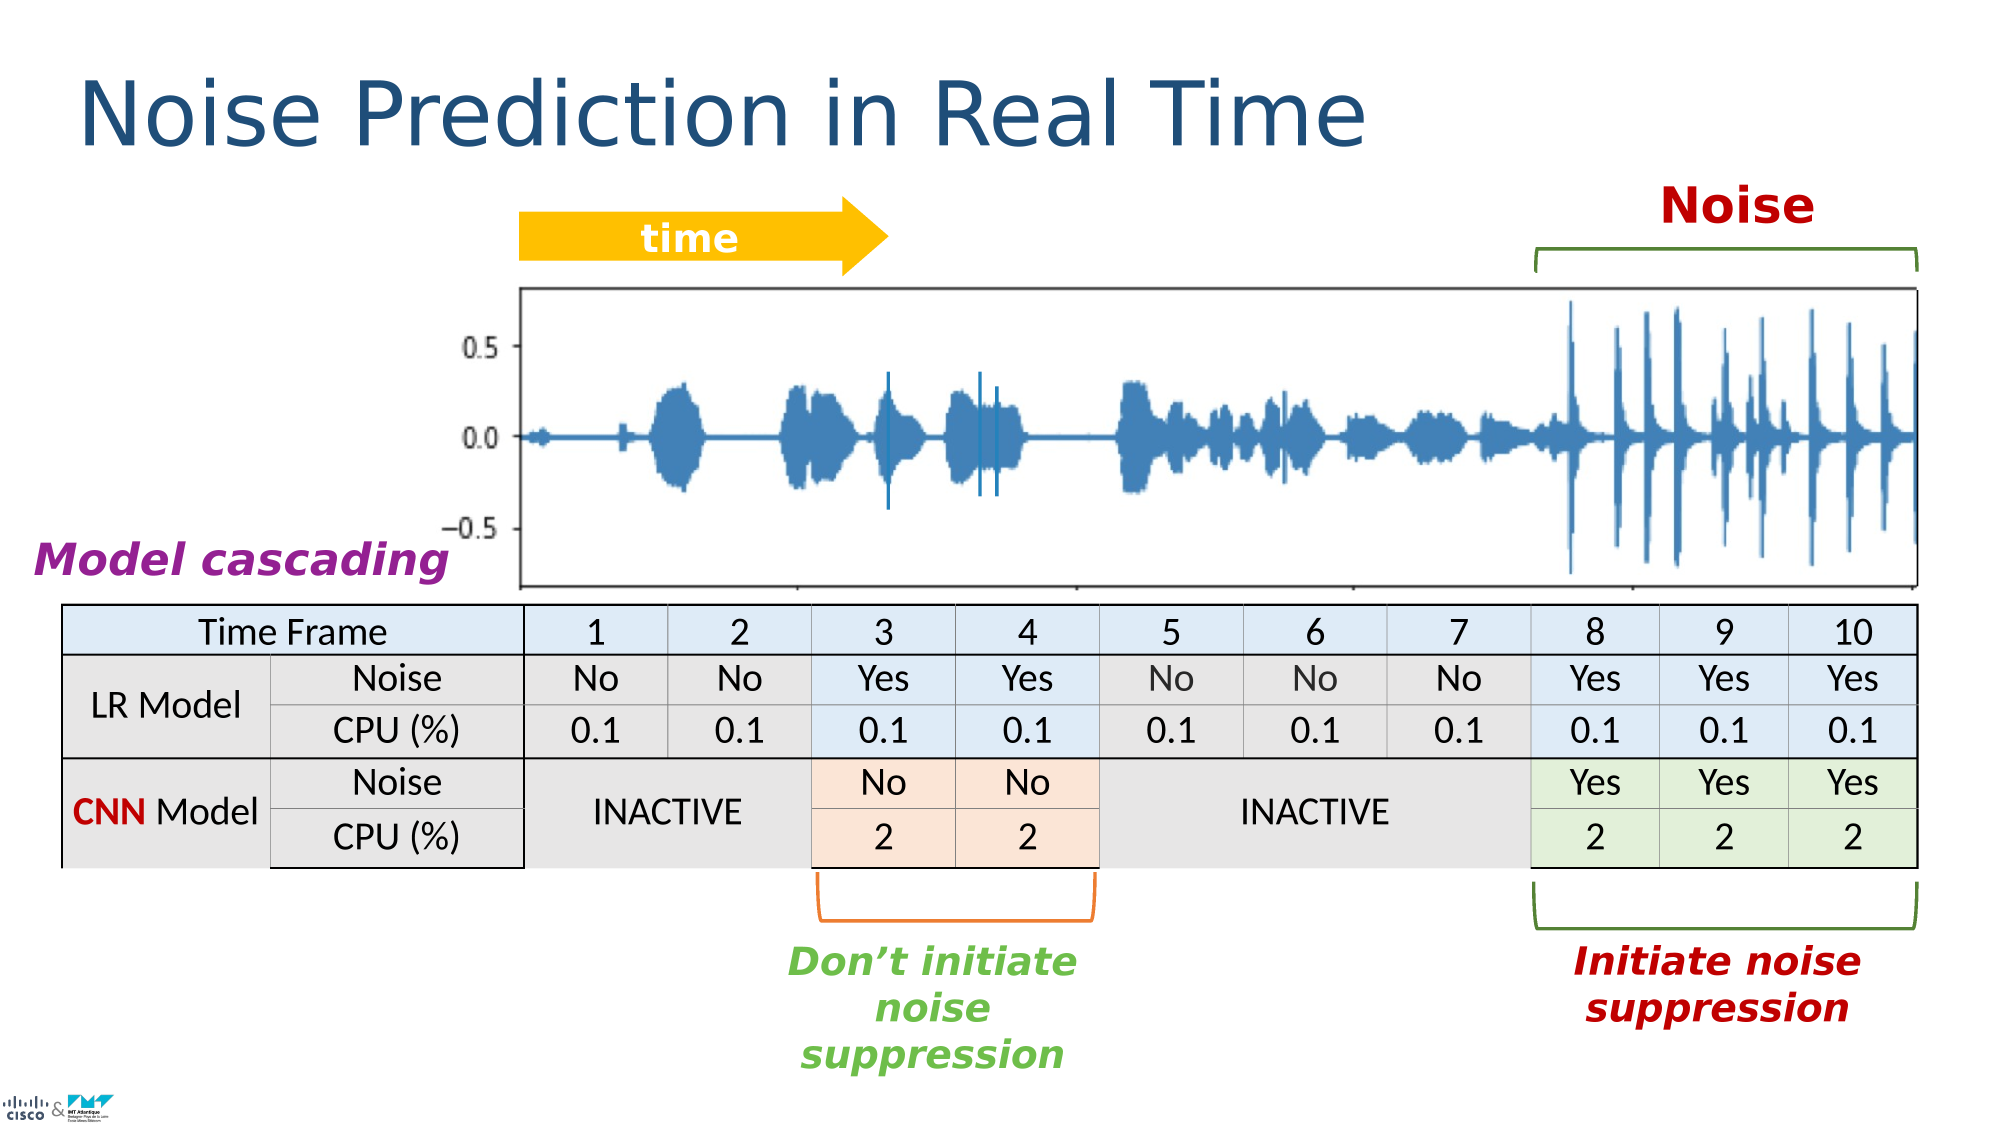 Noise Prediction in Real Time
Noise
time
0.5
0.0
−0.5
Model cascading
Time Frame 1 2 3 4 5 6 7 8 9 10
LR Model
Noise No No Yes Yes No No No Yes Yes Yes
CPU (%) 0.1 0.1 0.1 0.1 0.1 0.1 0.1 0.1 0.1 0.1
CNN Model
Noise INACTIVE No No INACTIVE Yes Yes Yes
CPU (%) 2 2 2 2 2
Don’t initiate
noise
suppression
Initiate noise
suppression
CISCO &
IMT Atlantique